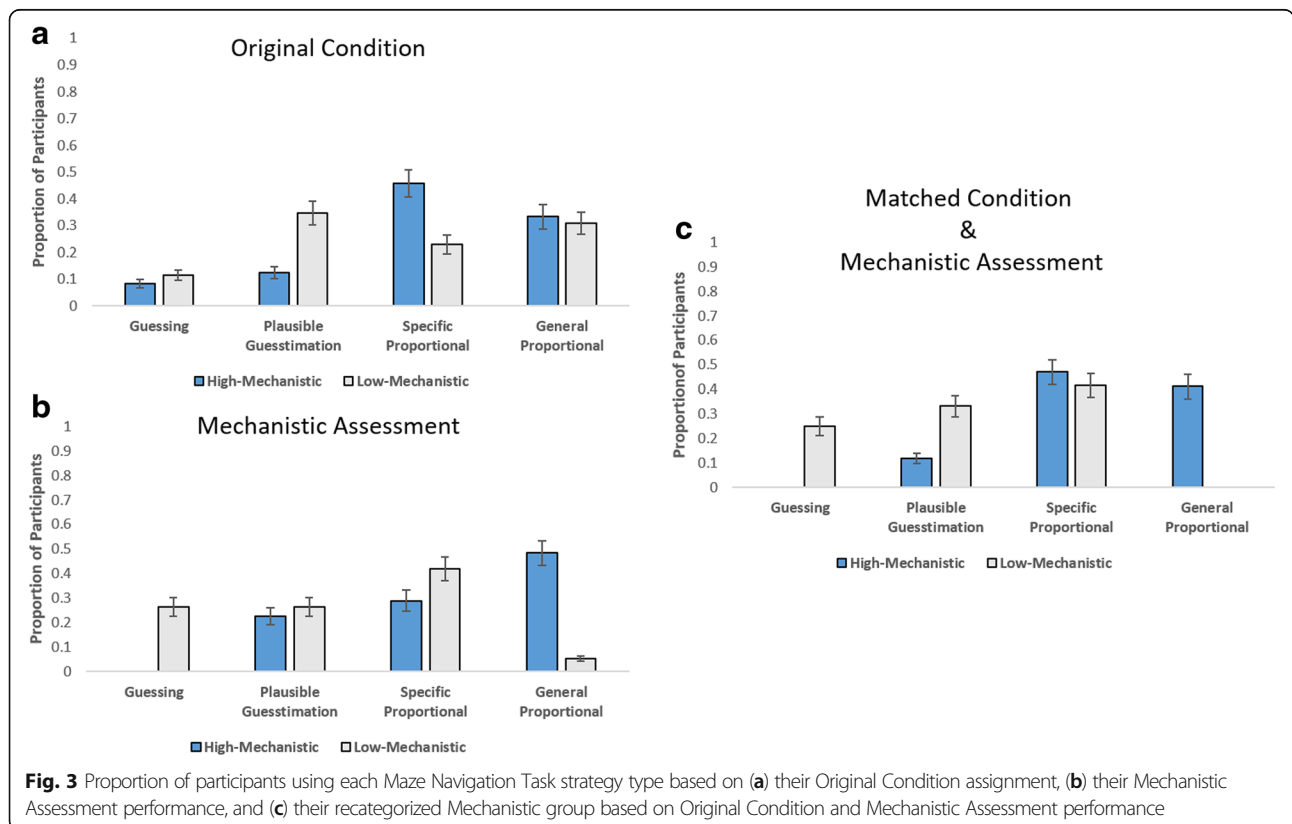 a
Original Condition
Proportion of Participants
1
0.9
0.8
0.7
0.6
0.5
0.4
0.3
0.2
0.1
0
Guessing
Plausible
Guesstimation
Specific
Proportional
General
Proportional
High-Mechanistic
Low-Mechanistic
b
Mechanistic Assessment
Proportion of Participants
1
0.9
0.8
0.7
0.6
0.5
0.4
0.3
0.2
0.1
0
Guessing
Plausible
Guesstimation
Specific
Proportional
General
Proportional
High-Mechanistic
Low-Mechanistic
c
Matched Condition
&
Mechanistic Assessment
Proportionof Participants
1
0.9
0.8
0.7
0.6
0.5
0.4
0.3
0.2
0.1
0
Guessing
Plausible
Guesstimation
Specific
Proportional
General
Proportional
High-Mechanistic
Low-Mechanistic
Fig. 3 Proportion of participants using each Maze Navigation Task strategy type based on (a) their Original Condition assignment, (b) their Mechanistic
Assessment performance, and (c) their recategorized Mechanistic group based on Original Condition and Mechanistic Assessment performance